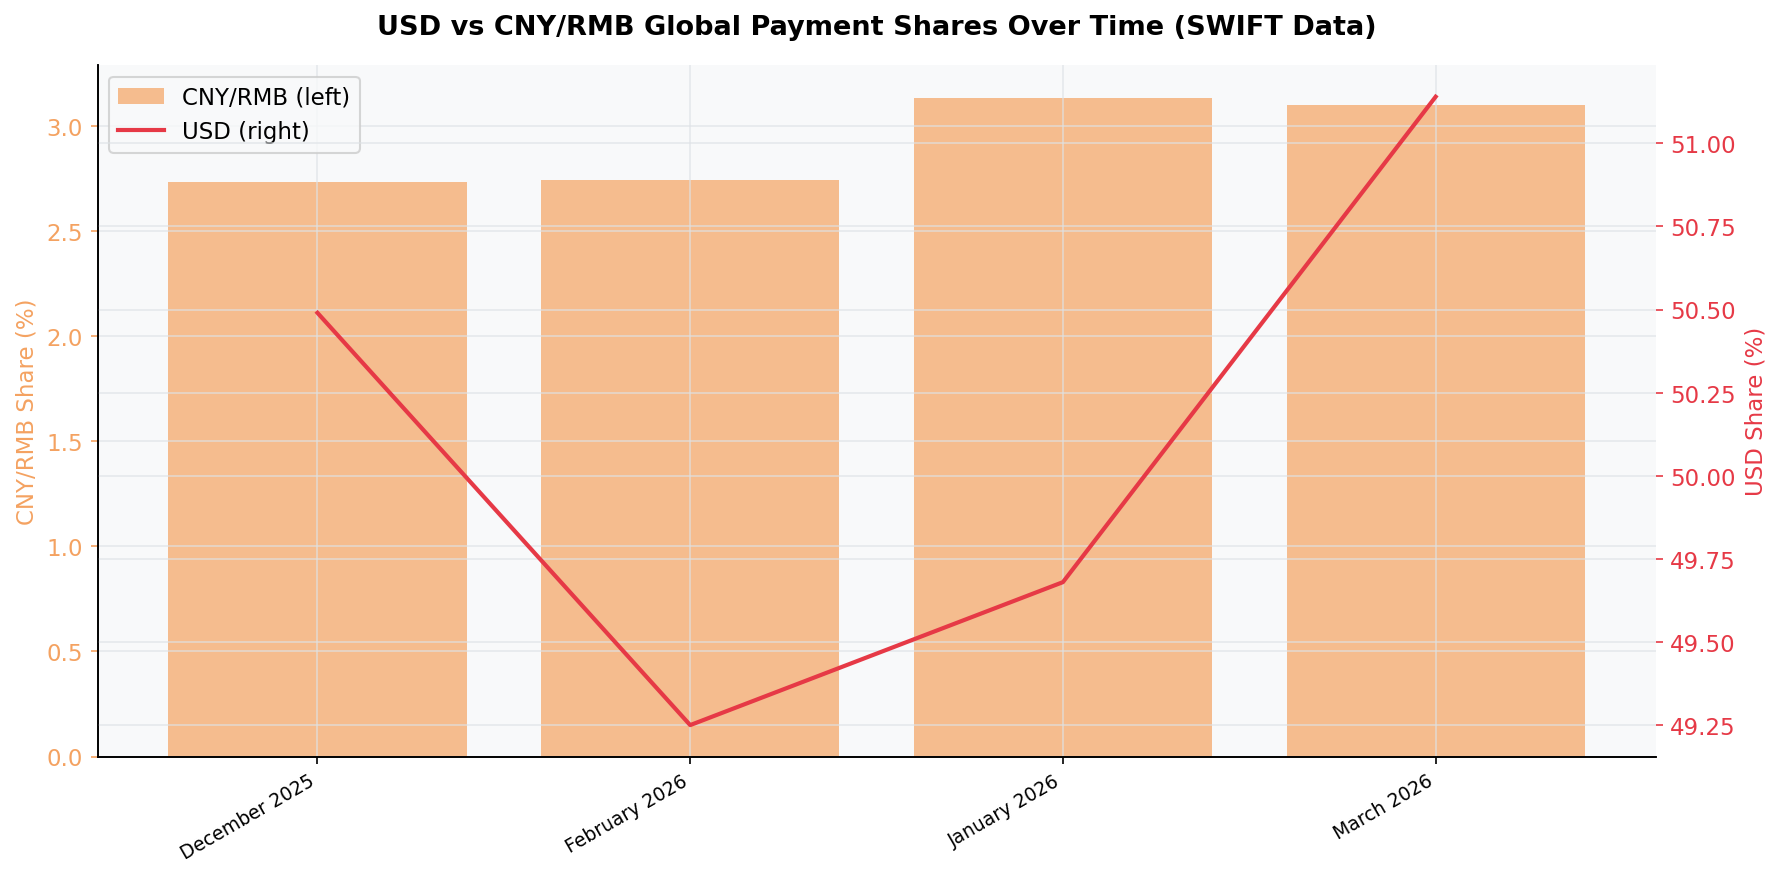 USD vs CNY/RMB Global Payment Shares Over Time (SWIFT Data)
CNY/RMB (left)
USD (right)
CNY/RMB Share (%)
3.0
2.5
2.0
1.5
1.0
0.5
0.0
51.00
50.75
50.50
50.25
50.00
49.75
49.50
49.25
USD Share (%)
December 2025
February 2026
January 2026
March 2026